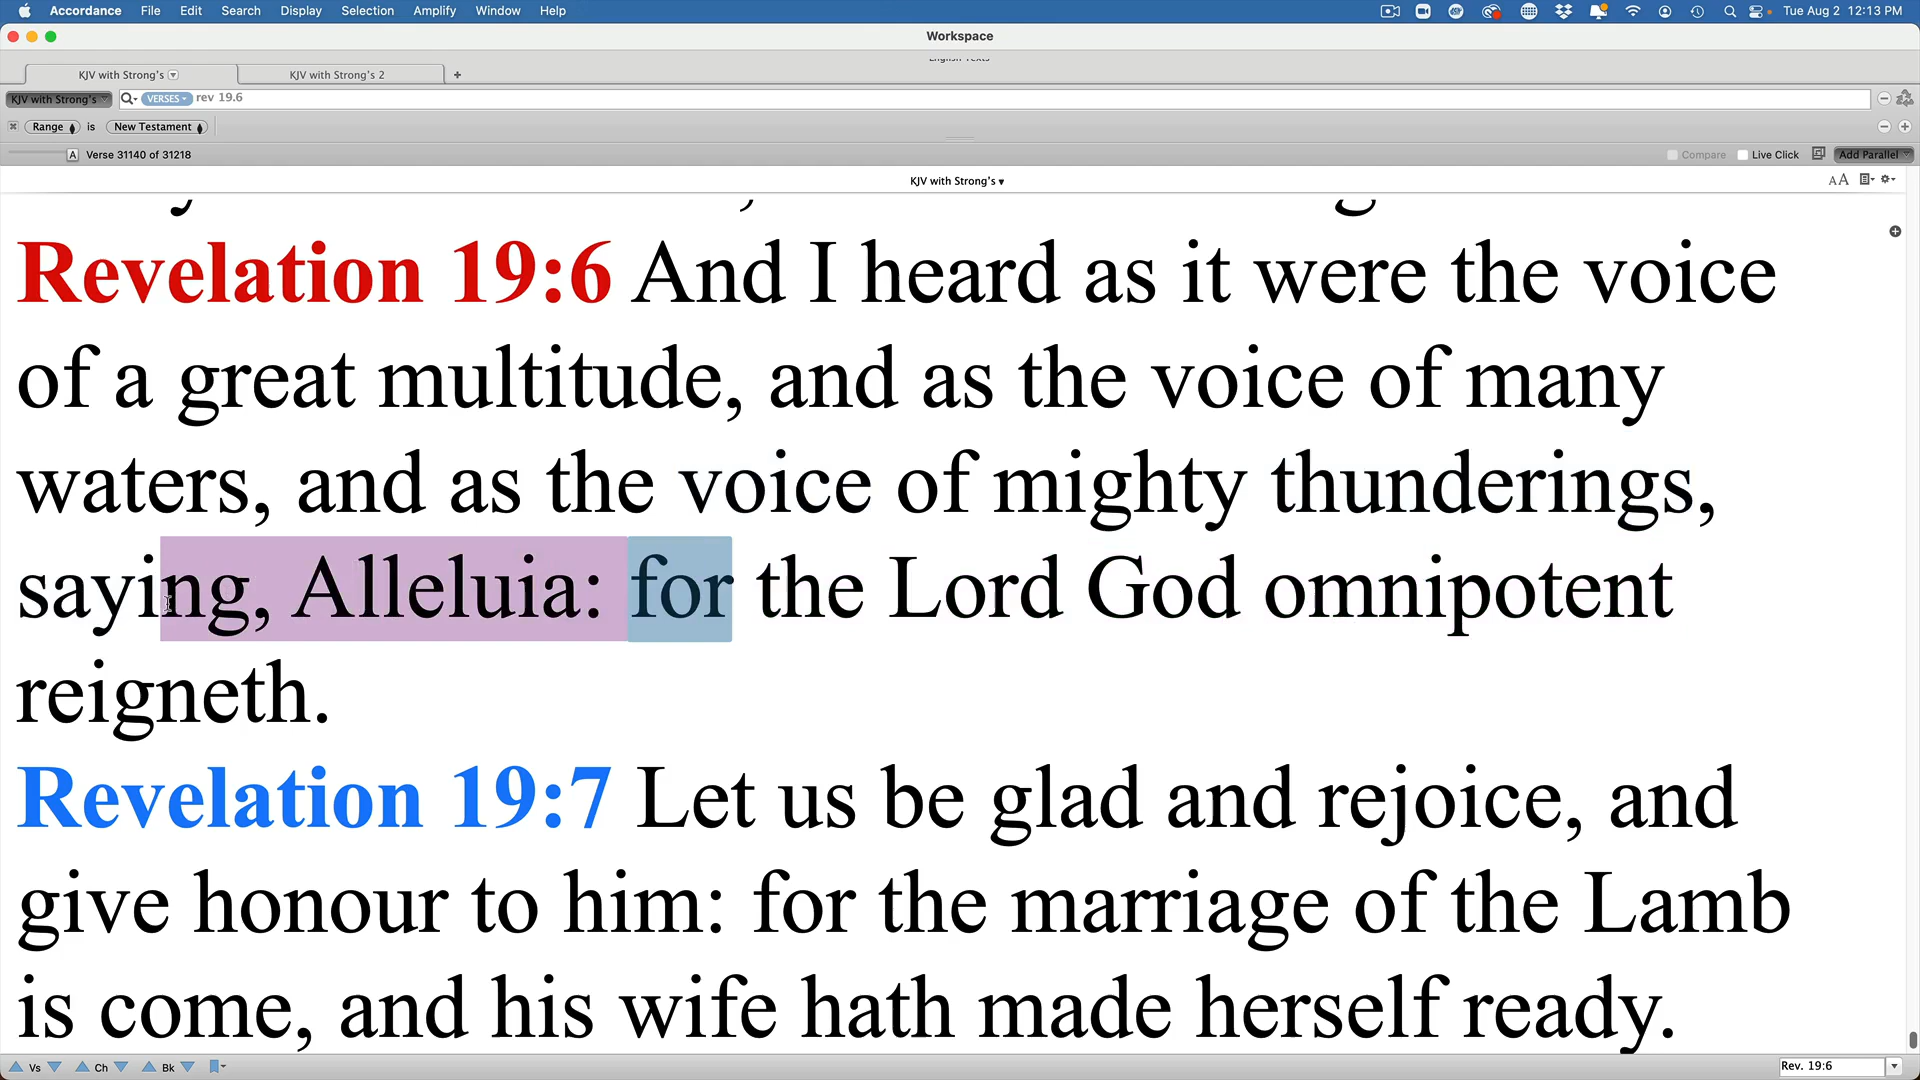 Accordance File Edit Search Display Selection Amplify Window Help Tue Aug 2 12:13 PM
Workspace
English Texts
KJV with Strong's KJV with Strong's 2 +
KJV with Strong's VERSES rev 19.6
Range is New Testament
A Verse 31140 of 31218 Compare Live Click Add Parallel
KJV with Strong's AA
Revelation 19:6 And I heard as it were the voice
of a great multitude, and as the voice of many
waters, and as the voice of mighty thunderings,
saying, Alleluia: for the Lord God omnipotent
reigneth.
Revelation 19:7 Let us be glad and rejoice, and
give honour to him: for the marriage of the Lamb
is come, and his wife hath made herself ready.
Vs Ch Bk Rev. 19:6